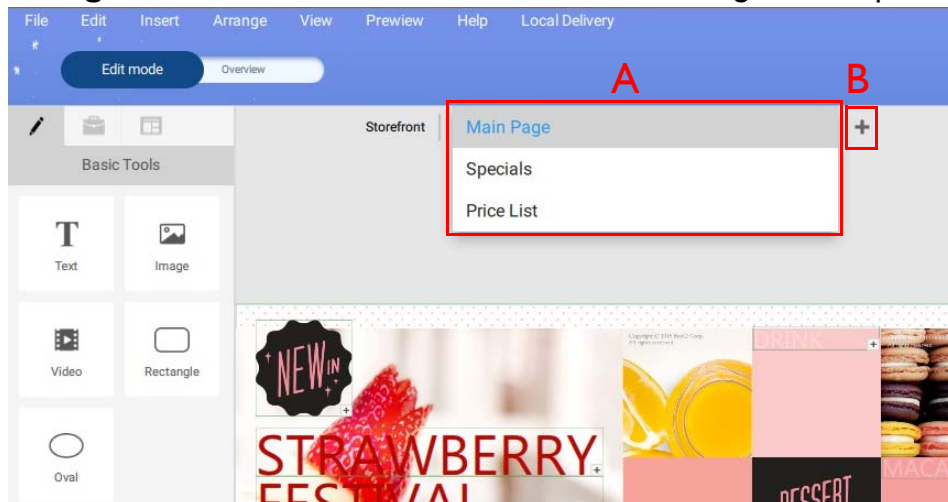 File Edit Insert Arrange View Prewiew Help Local Delivery
Edit mode Overview
A B
Storefront Main Page
Basic Tools
Specials
Price List
T
Text Image
Video Rectangle
Oval
NEW IN
STRAWBERRY
FESTIVAL
DRINK
DESSERT
MACA